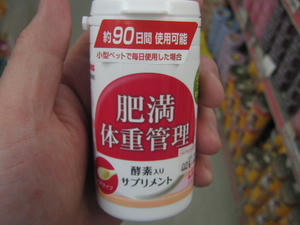 約90日間 使用可能
小型ペットで毎日使用した場合
肥満
体重管理
酵素入り
サプリメント